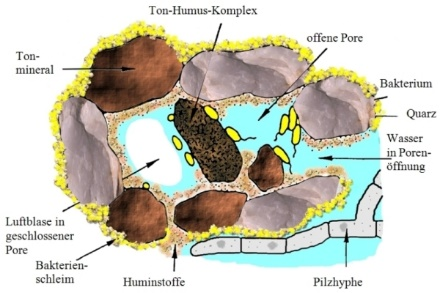 Ton-Humus-Komplex
offene Pore
Ton-
mineral
Bakterium
Quarz
Wasser
in Poren-
öffnung
Luftblase in
geschlossener
Pore
Bakterien-
schleim
Huminstoffe
Pilzhyphe